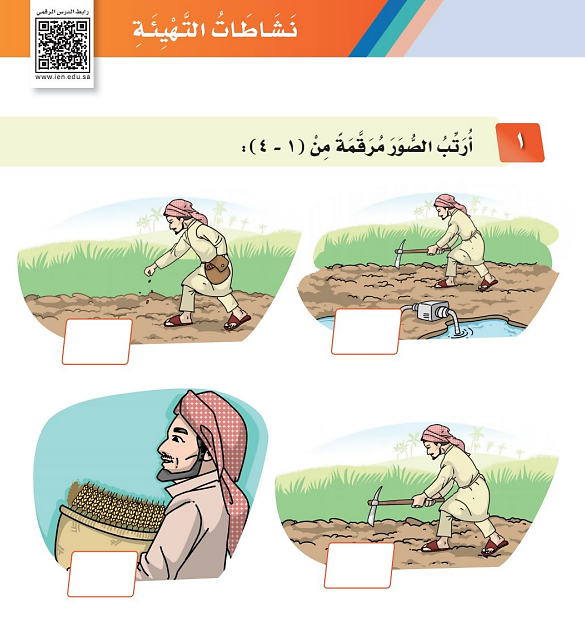 رابط الدرس الرقمي
www.ien.edu.sa
نَشَاطَاتُ التَّهْيِئَةِ
١
أُرَتِّبُ الصُّوَرَ مُرَقَّمَةً مِنْ (١ - ٤):